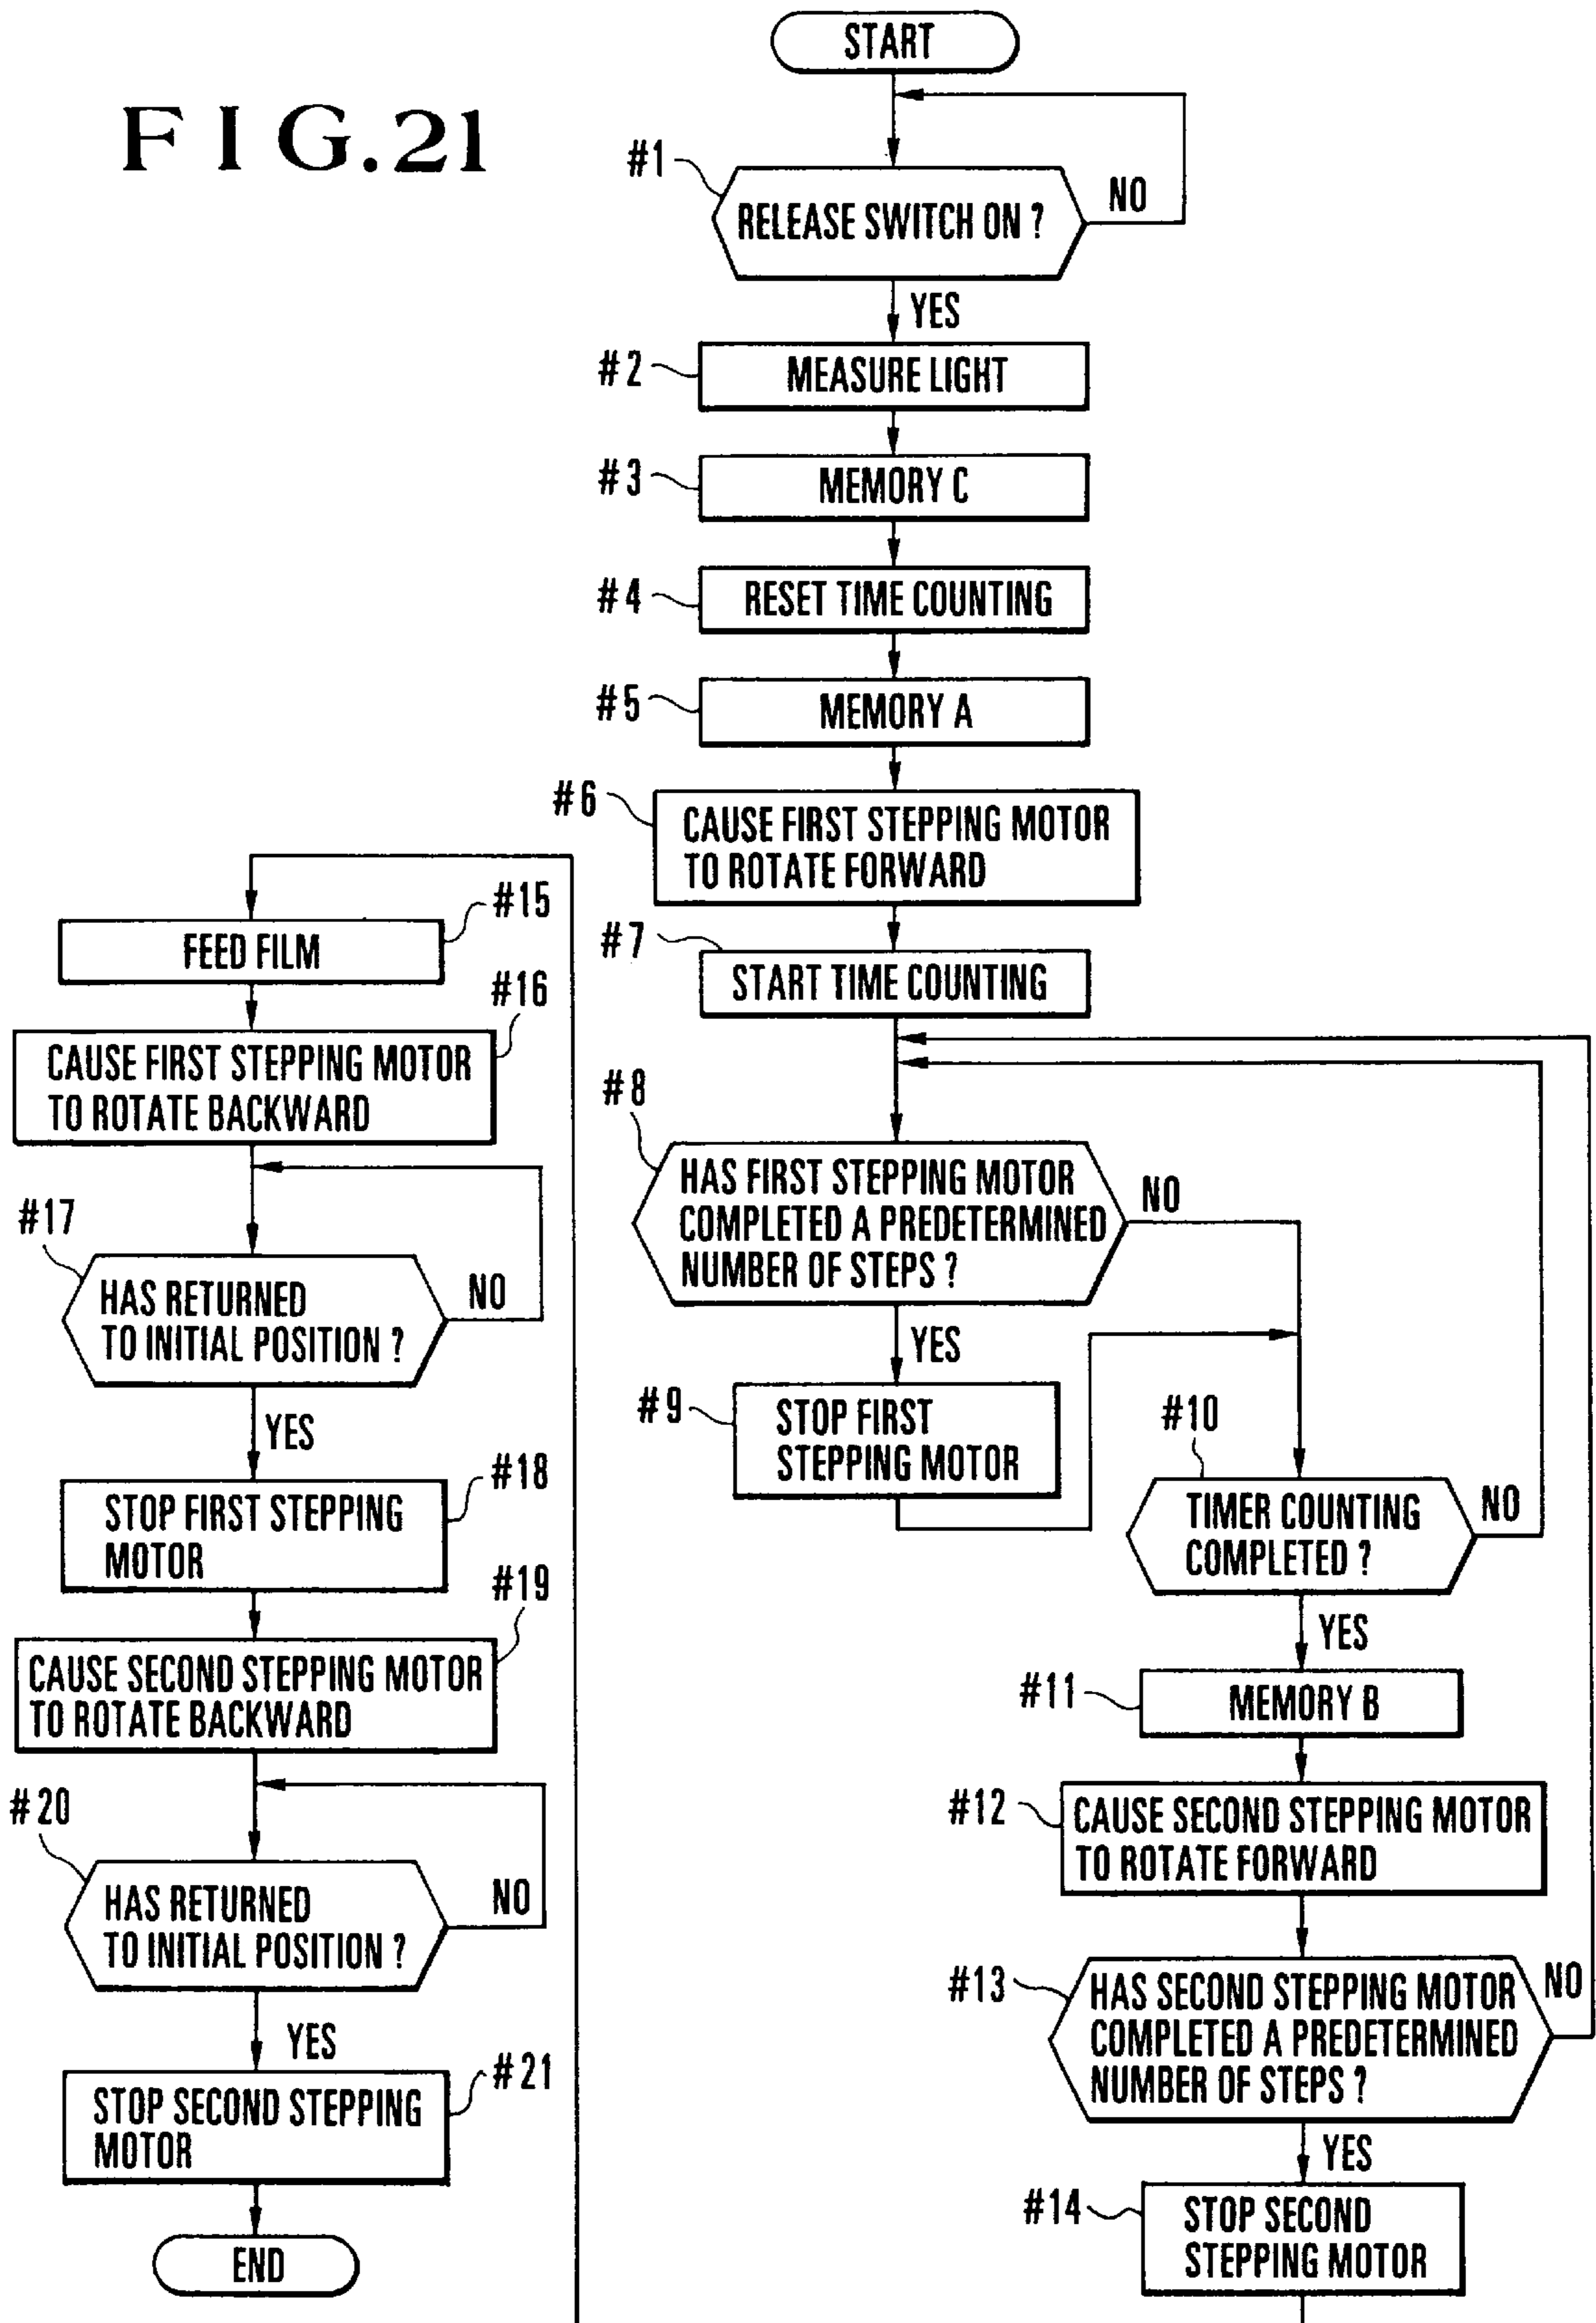 FIG.21
START
#1
RELEASE SWITCH ON ?
NO
YES
#2
MEASURE LIGHT
#3
MEMORY C
#4
RESET TIME COUNTING
#5
MEMORY A
#6
CAUSE FIRST STEPPING MOTOR
TO ROTATE FORWARD
#7
START TIME COUNTING
#8
HAS FIRST STEPPING MOTOR
COMPLETED A PREDETERMINED
NUMBER OF STEPS ?
NO
YES
#9
STOP FIRST
STEPPING MOTOR
#10
TIMER COUNTING
COMPLETED ?
NO
YES
#11
MEMORY B
#12
CAUSE SECOND STEPPING MOTOR
TO ROTATE FORWARD
#13
HAS SECOND STEPPING MOTOR
COMPLETED A PREDETERMINED
NUMBER OF STEPS ?
NO
YES
#14
STOP SECOND
STEPPING MOTOR
#15
FEED FILM
#16
CAUSE FIRST STEPPING MOTOR
TO ROTATE BACKWARD
#17
HAS RETURNED
TO INITIAL POSITION ?
NO
YES
#18
STOP FIRST STEPPING
MOTOR
#19
CAUSE SECOND STEPPING MOTOR
TO ROTATE BACKWARD
#20
HAS RETURNED
TO INITIAL POSITION ?
NO
YES
#21
STOP SECOND STEPPING
MOTOR
END